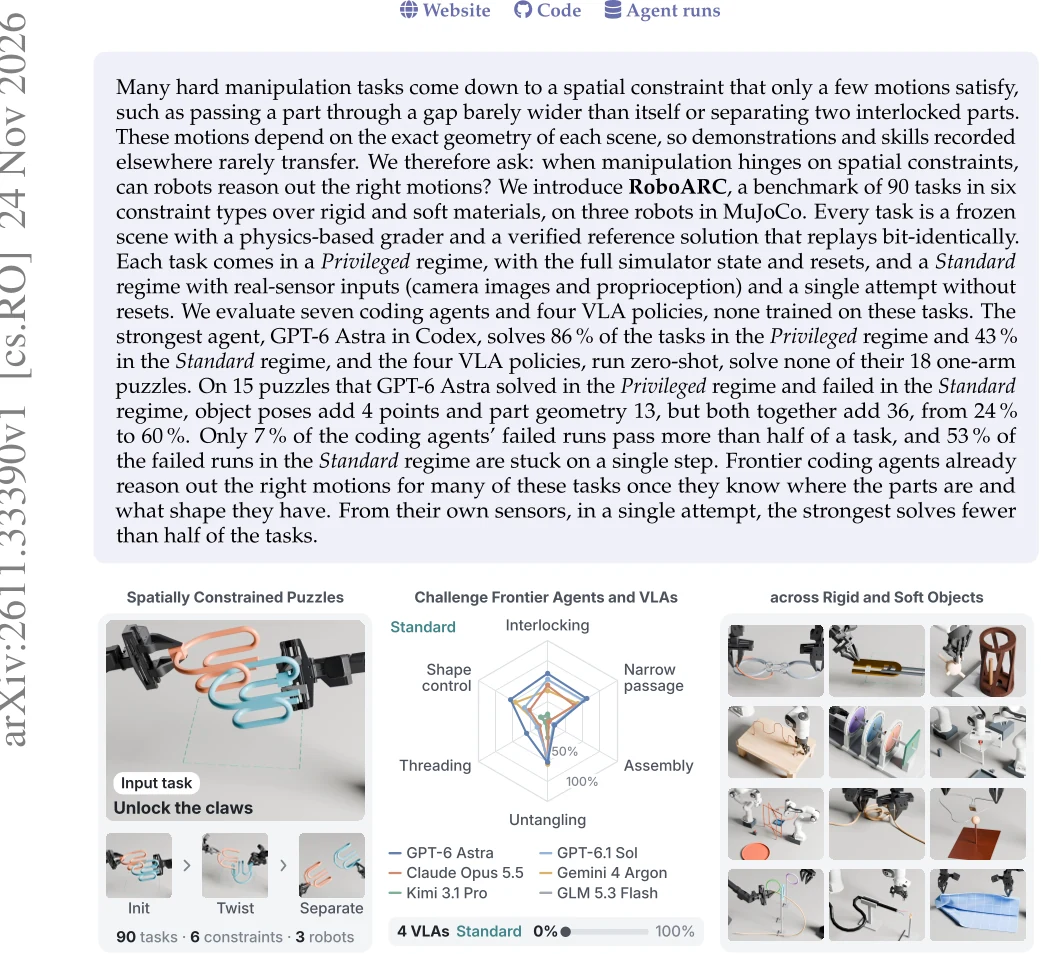 arXiv:2611.33390v1 [cs.RO] 24 Nov 2026
Website Code Agent runs
Many hard manipulation tasks come down to a spatial constraint that only a few motions satisfy,
such as passing a part through a gap barely wider than itself or separating two interlocked parts.
These motions depend on the exact geometry of each scene, so demonstrations and skills recorded
elsewhere rarely transfer. We therefore ask: when manipulation hinges on spatial constraints,
can robots reason out the right motions? We introduce RoboARC, a benchmark of 90 tasks in six
constraint types over rigid and soft materials, on three robots in MuJoCo. Every task is a frozen
scene with a physics-based grader and a verified reference solution that replays bit-identically.
Each task comes in a Privileged regime, with the full simulator state and resets, and a Standard
regime with real-sensor inputs (camera images and proprioception) and a single attempt without
resets. We evaluate seven coding agents and four VLA policies, none trained on these tasks. The
strongest agent, GPT-6 Astra in Codex, solves 86 % of the tasks in the Privileged regime and 43 %
in the Standard regime, and the four VLA policies, run zero-shot, solve none of their 18 one-arm
puzzles. On 15 puzzles that GPT-6 Astra solved in the Privileged regime and failed in the Standard
regime, object poses add 4 points and part geometry 13, but both together add 36, from 24 %
to 60 %. Only 7 % of the coding agents' failed runs pass more than half of a task, and 53 % of
the failed runs in the Standard regime are stuck on a single step. Frontier coding agents already
reason out the right motions for many of these tasks once they know where the parts are and
what shape they have. From their own sensors, in a single attempt, the strongest solves fewer
than half of the tasks.
Spatially Constrained Puzzles
Input task
Unlock the claws
Init
Twist
Separate
90 tasks · 6 constraints · 3 robots
Challenge Frontier Agents and VLAs
Standard
Interlocking
Shape control
Narrow passage
Threading
Assembly
50%
100%
Untangling
GPT-6 Astra
GPT-6.1 Sol
Claude Opus 5.5
Gemini 4 Argon
Kimi 3.1 Pro
GLM 5.3 Flash
4 VLAs Standard 0% 100%
across Rigid and Soft Objects